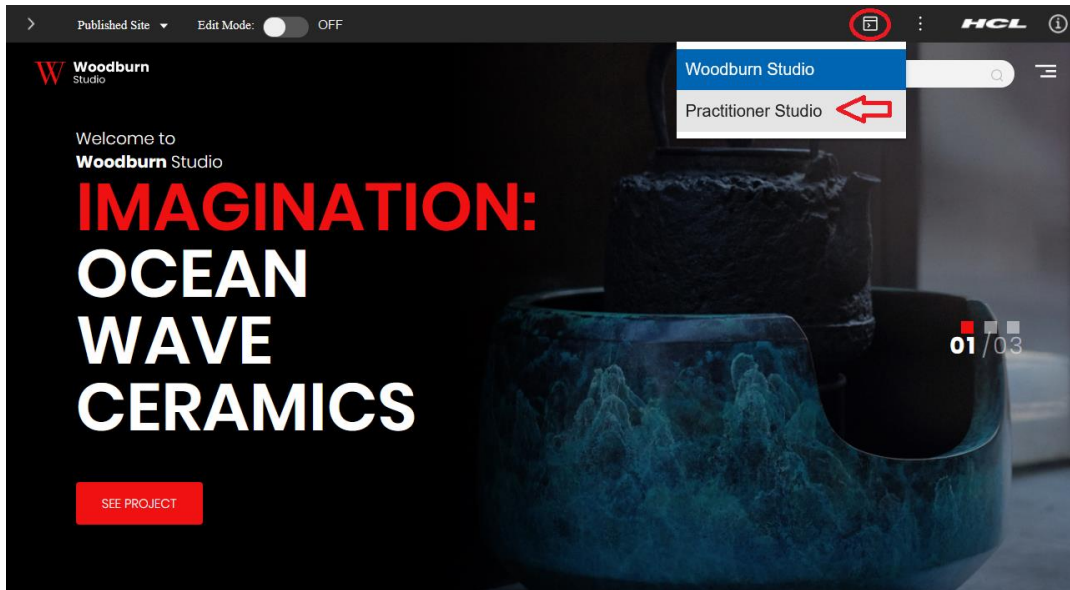 Published Site
Edit Mode:
OFF
HCL
Woodburn
Studio
Woodburn Studio
Practitioner Studio
Welcome to
Woodburn Studio
IMAGINATION:
OCEAN
WAVE
CERAMICS
01/03
SEE PROJECT